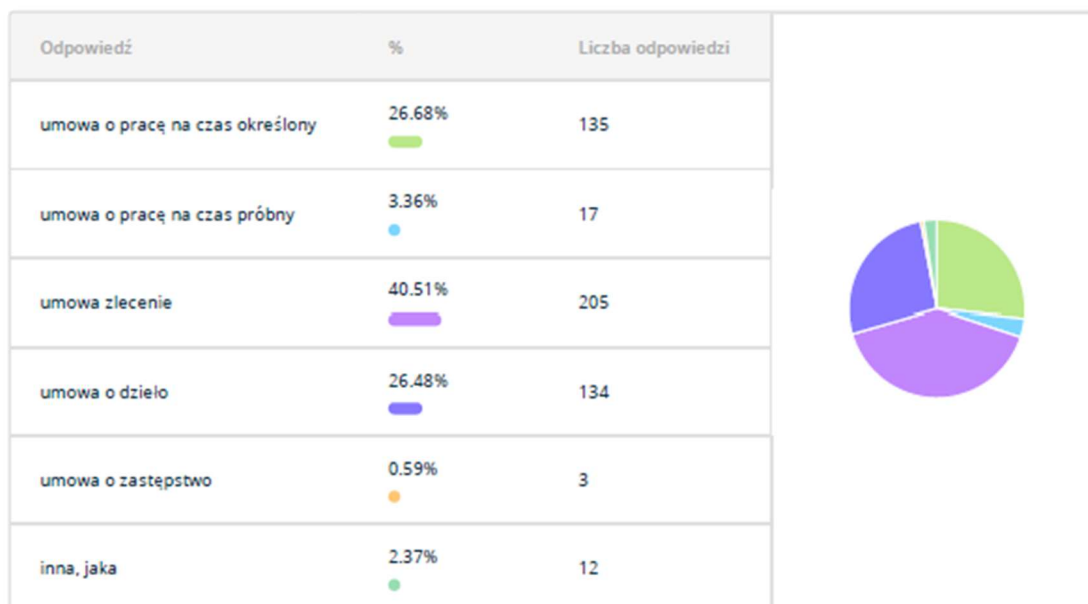 Odpowiedź % Liczba odpowiedzi
umowa o pracę na czas określony 26.68% 135
umowa o pracę na czas próbny 3.36% 17
umowa zlecenie 40.51% 205
umowa o dzieło 26.48% 134
umowa o zastępstwo 0.59% 3
inna, jaka 2.37% 12